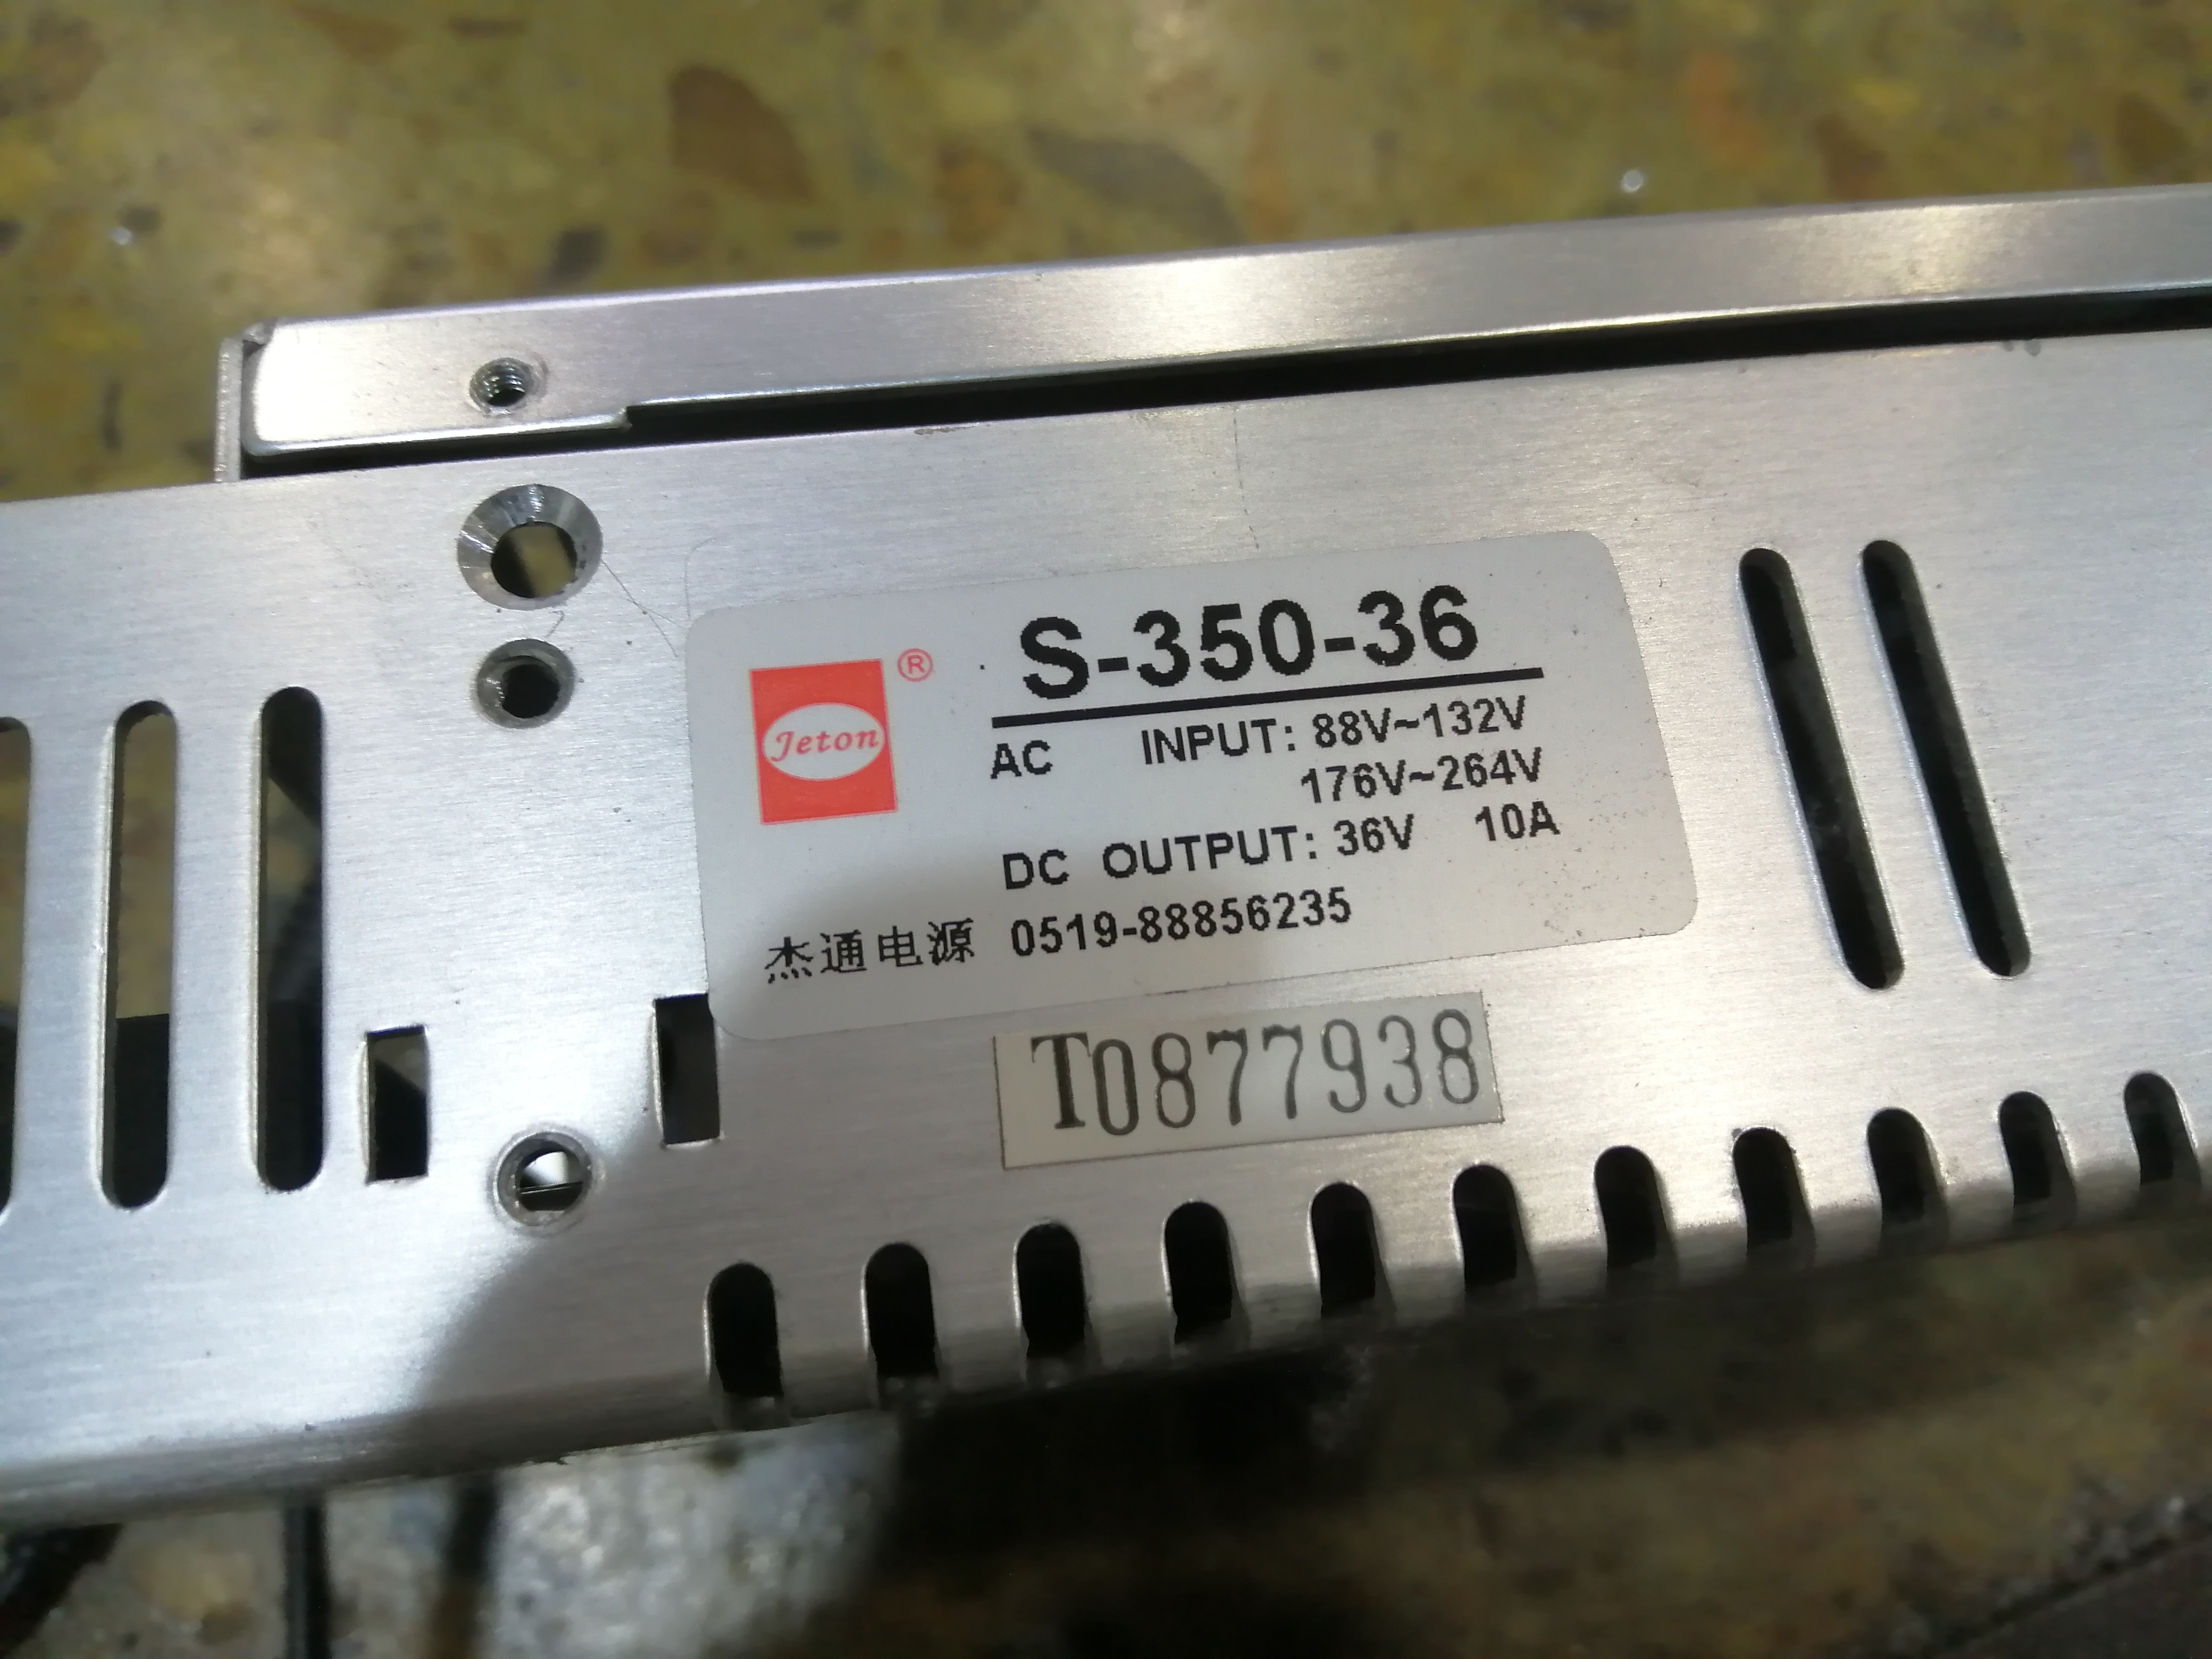 S-350-36
Jeton®
AC INPUT: 88V~132V
176V~264V
DC OUTPUT: 36V 10A
杰通电源 0519-88856235
T0877938